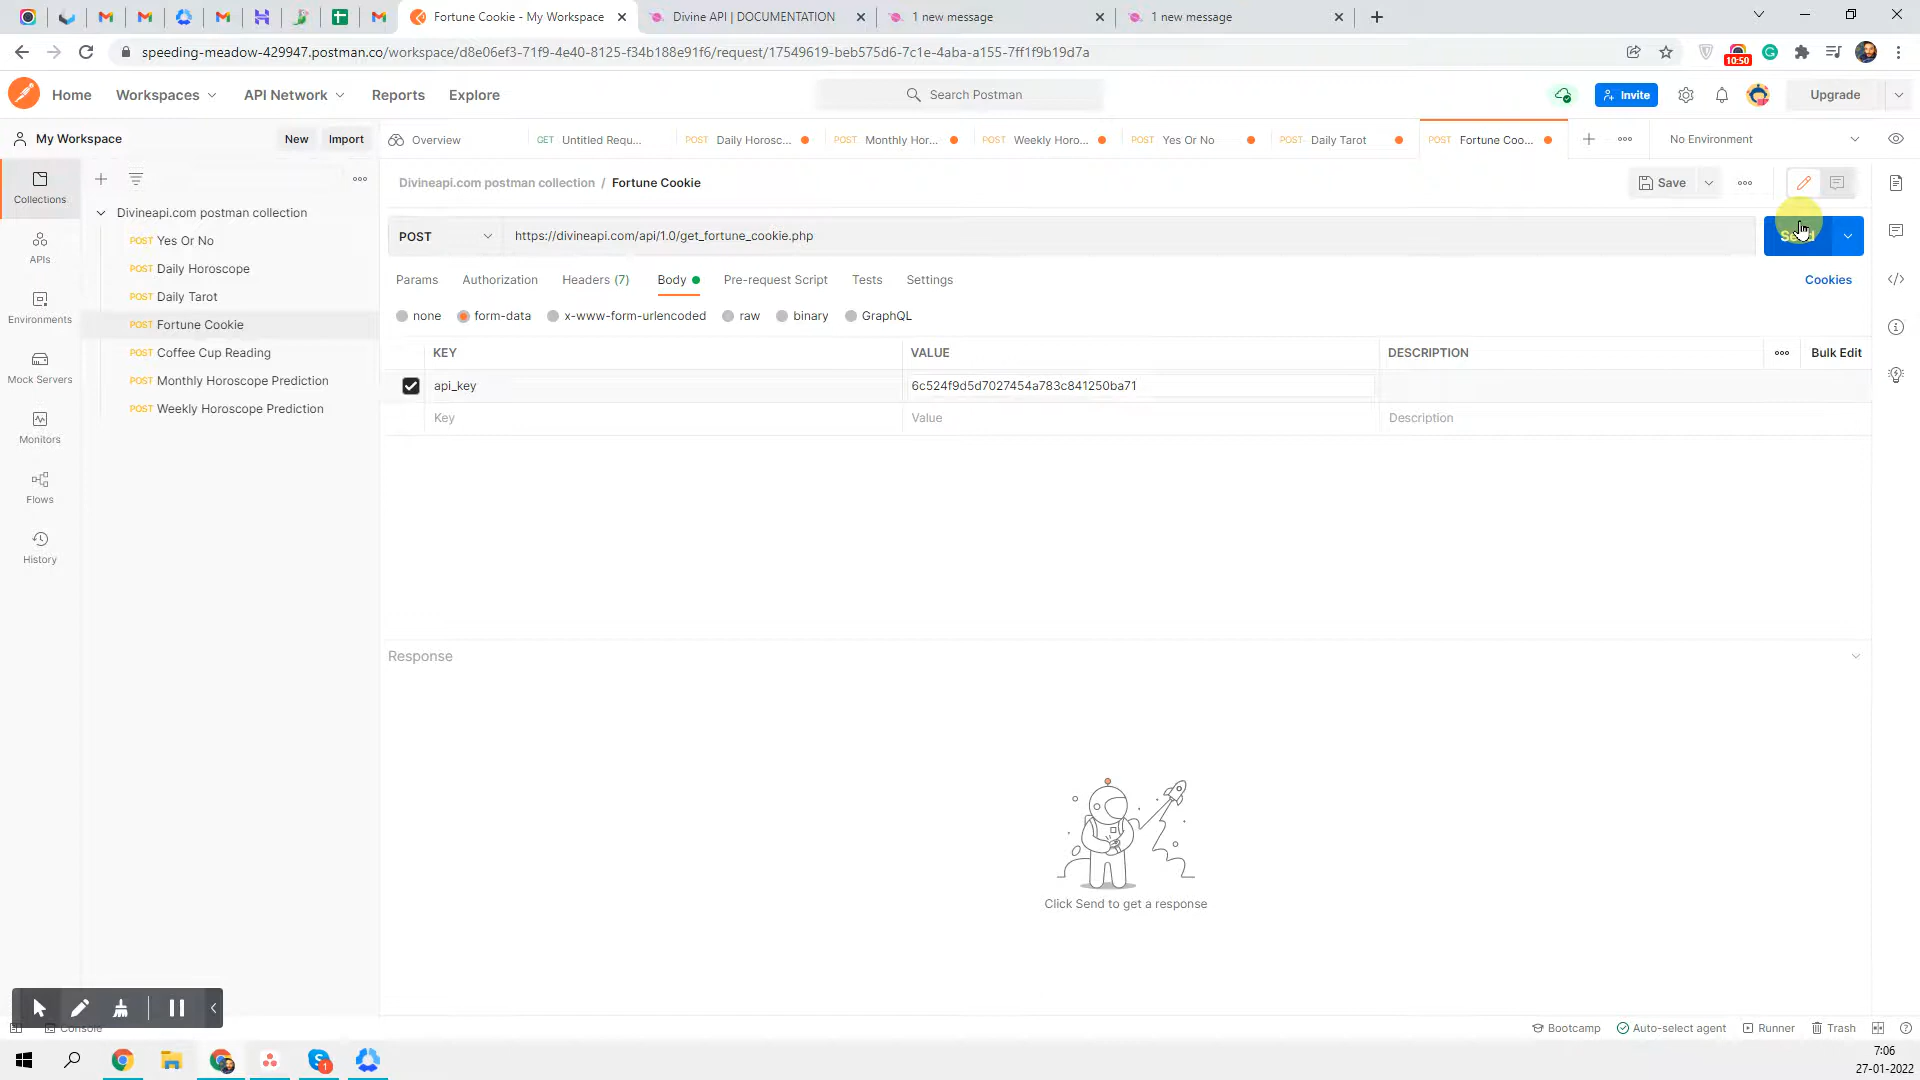 Fortune Cookie - My Workspace
Divine API | DOCUMENTATION
1 new message
1 new message
speeding-meadow-429947.postman.co/workspace/d8e06ef3-71f9-4e40-8125-f34b188e91f6/request/17549619-beb575d6-7c1e-4aba-a155-7ff1f9b19d7a
10:50
Home
Workspaces
API Network
Reports
Explore
Search Postman
Invite
Upgrade
My Workspace
New
Import
Overview
GET Untitled Requ...
POST Daily Horosc...
POST Monthly Hor...
POST Weekly Horo...
POST Yes Or No
POST Daily Tarot
POST Fortune Coo...
No Environment
Collections
APIs
Environments
Mock Servers
Monitors
Flows
History
Divineapi.com postman collection
POST Yes Or No
POST Daily Horoscope
POST Daily Tarot
POST Fortune Cookie
POST Coffee Cup Reading
POST Monthly Horoscope Prediction
POST Weekly Horoscope Prediction
Divineapi.com postman collection / Fortune Cookie
Save
POST
https://divineapi.com/api/1.0/get_fortune_cookie.php
Send
Params
Authorization
Headers (7)
Body
Pre-request Script
Tests
Settings
Cookies
none
form-data
x-www-form-urlencoded
raw
binary
GraphQL
KEY
VALUE
DESCRIPTION
Bulk Edit
api_key
6c524f9d5d7027454a783c841250ba71
Key
Value
Description
Response
Click Send to get a response
Console
Bootcamp
Auto-select agent
Runner
Trash
1
7:06
27-01-2022